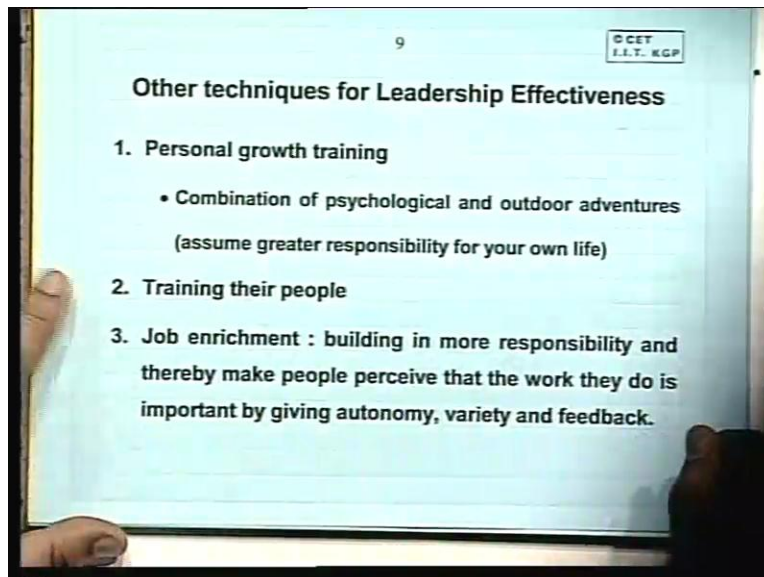 9
© CET
I.I.T. KGP
Other techniques for Leadership Effectiveness
1. Personal growth training
• Combination of psychological and outdoor adventures
(assume greater responsibility for your own life)
2. Training their people
3. Job enrichment : building in more responsibility and
thereby make people perceive that the work they do is
important by giving autonomy, variety and feedback.